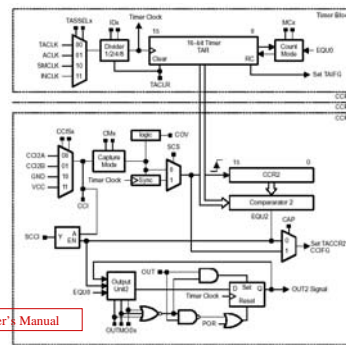 TASSELx
IDx
Timer Clock
15
0
Timer Block
MCx
TACLK
ACLK
SMCLK
INCLK
00
01
10
11
Divider
1/2/4/8
16-bit Timer
TAR
Clear
RC
Count
Mode
EQU0
TACLR
Set TAIFG
CCISx
CMx
logic
COV
SCS
CCI2A
CCI2B
GND
VCC
00
01
10
11
Capture
Mode
Timer Clock
Sync
0
1
15
0
CCR2
CCI
Comparator 2
EQU2
CAP
SCCI
Y
A
EN
0
1
Set TACCR2
CCIFG
OUT
EQU0
Output
Unit2
Timer Clock
D
Set
Q
Reset
OUT2 Signal
POR
OUTMODx
er's Manual